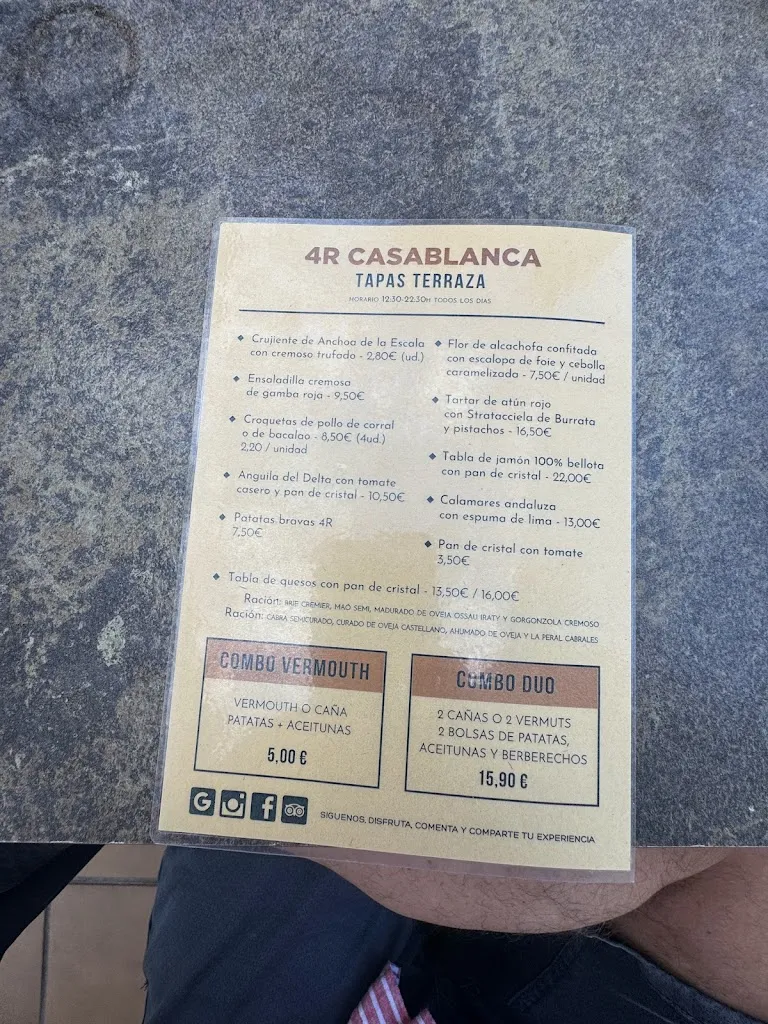 4R CASABLANCA
TAPAS TERRAZA
HORARIO 12:30-22:30H TODOS LOS DIAS
Crujiente de Anchoa de la Escala
con cremoso trufado - 2,80€ (ud.)
Ensaladilla cremosa
de gamba roja - 9,50€
Croquetas de pollo de corral
o de bacalao - 8,50€ (4ud.)
2,20 / unidad
Anguila del Delta con tomate
casero y pan de cristal - 10,50€
Patatas bravas 4R
7,50€
Flor de alcachofa confitada
con escalopa de foie y cebolla
caramelizada - 7,50€ / unidad
Tartar de atún rojo
con Stratacciela de Burrata
y pistachos - 16,50€
Tabla de jamón 100% bellota
con pan de cristal - 22,00€
Calamares andaluza
con espuma de lima - 13,00€
Pan de cristal con tomate
3,50€
Tabla de quesos con pan de cristal - 13,50€ / 16,00€
Ración: BRIE CREMIER, MAO SEMI, MADURADO DE OVEJA OSSAU IRATY Y GORGONZOLA CREMOSO
Ración: CABRA SEMICURADO, CURADO DE OVEJA CASTELLANO, AHUMADO DE OVEJA Y LA PERAL CABRALES
COMBO VERMOUTH
VERMOUTH O CAÑA
PATATAS + ACEITUNAS
5,00 €
COMBO DUO
2 CAÑAS O 2 VERMUTS
2 BOLSAS DE PATATAS,
ACEITUNAS Y BERBERECHOS
15,90 €
G
SIGUENOS, DISFRUTA, COMENTA Y COMPARTE TU EXPERIENCIA